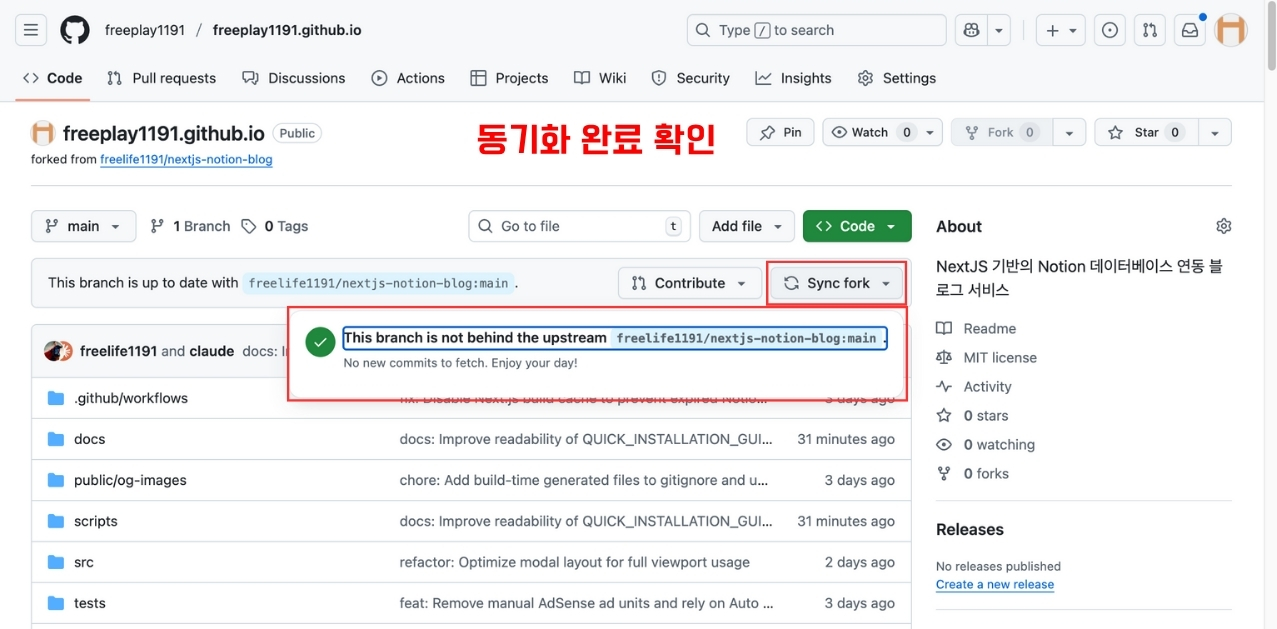 freeplay1191 / freeplay1191.github.io
Type / to search
Code Pull requests Discussions Actions Projects Wiki Security Insights Settings
freeplay1191.github.io Public
동기화 완료 확인
Pin Watch 0 Fork 0 Star 0
forked from freelife1191/nextjs-notion-blog
main 1 Branch 0 Tags Go to file t Add file Code
This branch is up to date with freelife1191/nextjs-notion-blog:main .
Contribute Sync fork
This branch is not behind the upstream freelife1191/nextjs-notion-blog:main .
No new commits to fetch. Enjoy your day!
freelife1191 and claude docs:
.github/workflows fix: Disable Next.js build cache to prevent expired Notio... 3 days ago
docs docs: Improve readability of QUICK_INSTALLATION_GUI... 31 minutes ago
public/og-images chore: Add build-time generated files to gitignore and u... 3 days ago
scripts docs: Improve readability of QUICK_INSTALLATION_GUI... 31 minutes ago
src refactor: Optimize modal layout for full viewport usage 2 days ago
tests feat: Remove manual AdSense ad units and rely on Auto ... 3 days ago
About
NextJS 기반의 Notion 데이터베이스 연동 블
로그 서비스
Readme
MIT license
Activity
0 stars
0 watching
0 forks
Releases
No releases published
Create a new release